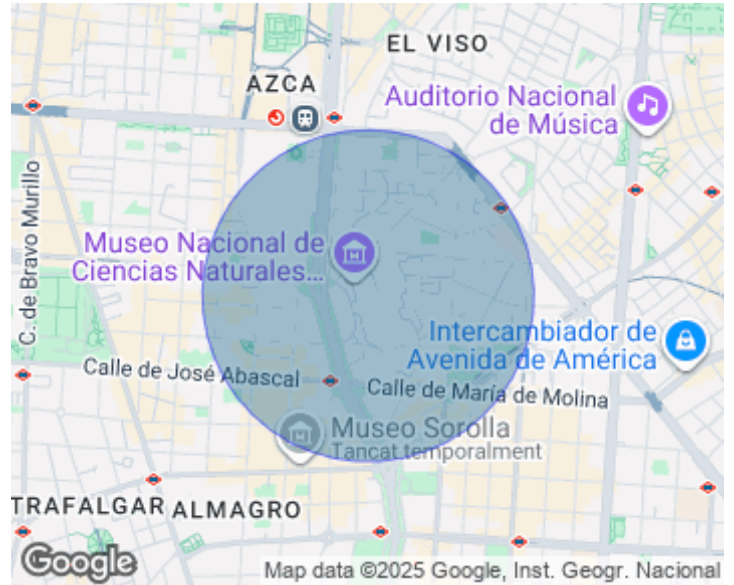 EL VISO
AZCA
Auditorio Nacional
de Música
C. de Bravo Murillo
Museo Nacional de
Ciencias Naturales...
Intercambiador de
Avenida de América
Calle de José Abascal
Calle de María de Molina
Museo Sorolla
Tancat temporalment
TRAFALGAR
ALMAGRO
Google
Map data ©2025 Google, Inst. Geogr. Nacional